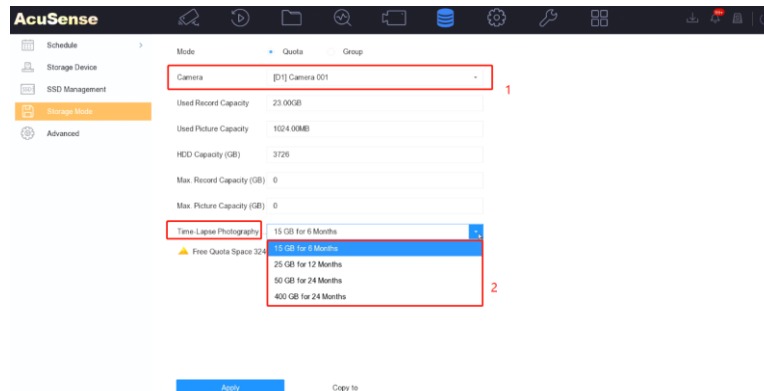 AcuSense
Schedule
Storage Device
SSD Management
Storage Mode
Advanced
Mode Quota Group
Camera [D1] Camera 001 1
Used Record Capacity 23.00GB
Used Picture Capacity 1024.00MB
HDD Capacity (GB) 3726
Max. Record Capacity (GB) 0
Max. Picture Capacity (GB) 0
Time-Lapse Photography 15 GB for 6 Months
Free Quota Space 324
15 GB for 6 Months
25 GB for 12 Months
50 GB for 24 Months
400 GB for 24 Months
2
Apply Copy to